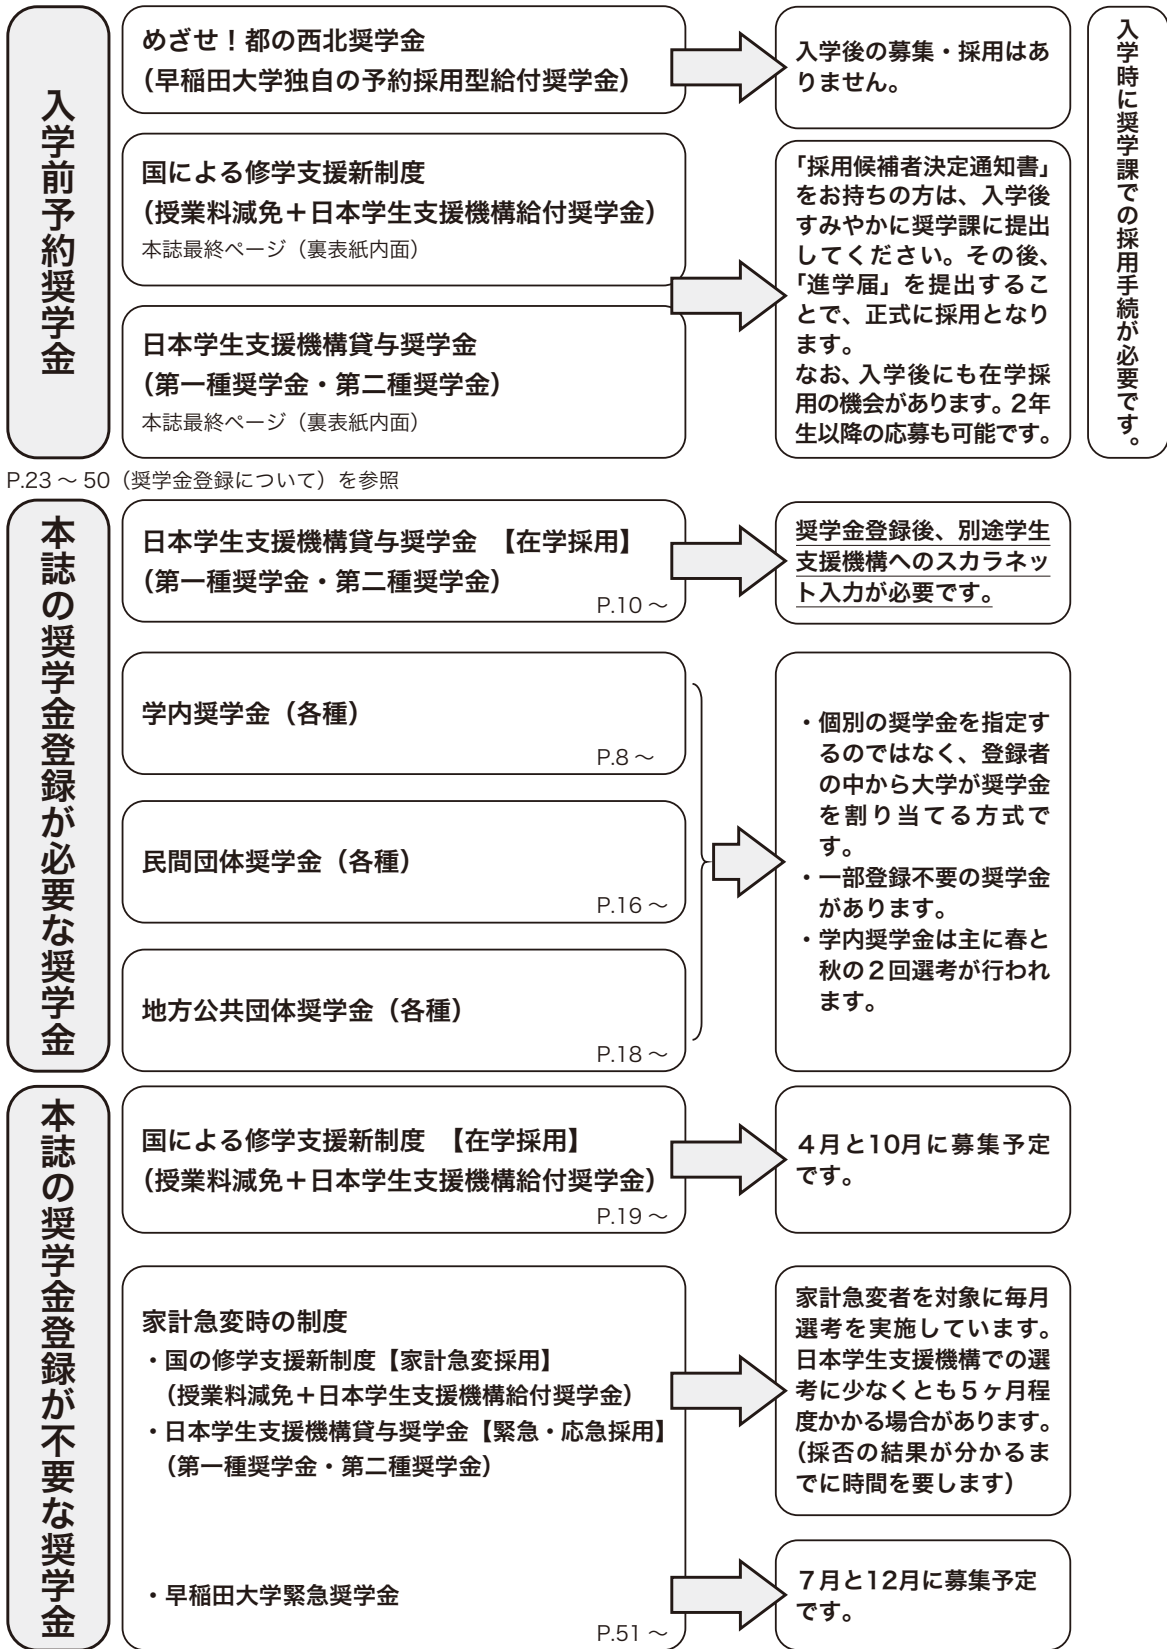 入学前予約奨学金
めざせ！都の西北奨学金
（早稲田大学独自の予約採用型給付奨学金）
入学後の募集・採用はあ
りません。
国による修学支援新制度
（授業料減免＋日本学生支援機構給付奨学金）
本誌最終ページ（裏表紙内面）
日本学生支援機構貸与奨学金
（第一種奨学金・第二種奨学金）
本誌最終ページ（裏表紙内面）
「採用候補者決定通知書」
をお持ちの方は、入学後
すみやかに奨学課に提出
してください。その後、
「進学届」を提出するこ
とで、正式に採用となり
ます。
なお、入学後にも在学採
用の機会があります。2年
生以降の応募も可能です。
入学時に奨学課での採用手続が必要です。
P.23 ～ 50（奨学金登録について）を参照
本誌の奨学金登録が必要な奨学金
日本学生支援機構貸与奨学金 【在学採用】
（第一種奨学金・第二種奨学金）
P.10 ～
奨学金登録後、別途学生
支援機構へのスカラネッ
ト入力が必要です。
学内奨学金（各種）
P.8 ～
民間団体奨学金（各種）
P.16 ～
地方公共団体奨学金（各種）
P.18 ～
・個別の奨学金を指定す
るのではなく、登録者
の中から大学が奨学金
を割り当てる方式で
す。
・一部登録不要の奨学金
があります。
・学内奨学金は主に春と
秋の２回選考が行われ
ます。
本誌の奨学金登録が不要な奨学金
国による修学支援新制度 【在学採用】
（授業料減免＋日本学生支援機構給付奨学金）
P.19 ～
４月と10月に募集予定
です。
家計急変時の制度
・国の修学支援新制度【家計急変採用】
（授業料減免＋日本学生支援機構給付奨学金）
・日本学生支援機構貸与奨学金【緊急・応急採用】
（第一種奨学金・第二種奨学金）
家計急変者を対象に毎月
選考を実施しています。
日本学生支援機構での選
考に少なくとも５ヶ月程
度かかる場合があります。
（採否の結果が分かるま
でに時間を要します）
・早稲田大学緊急奨学金
P.51 ～
７月と12月に募集予定
です。